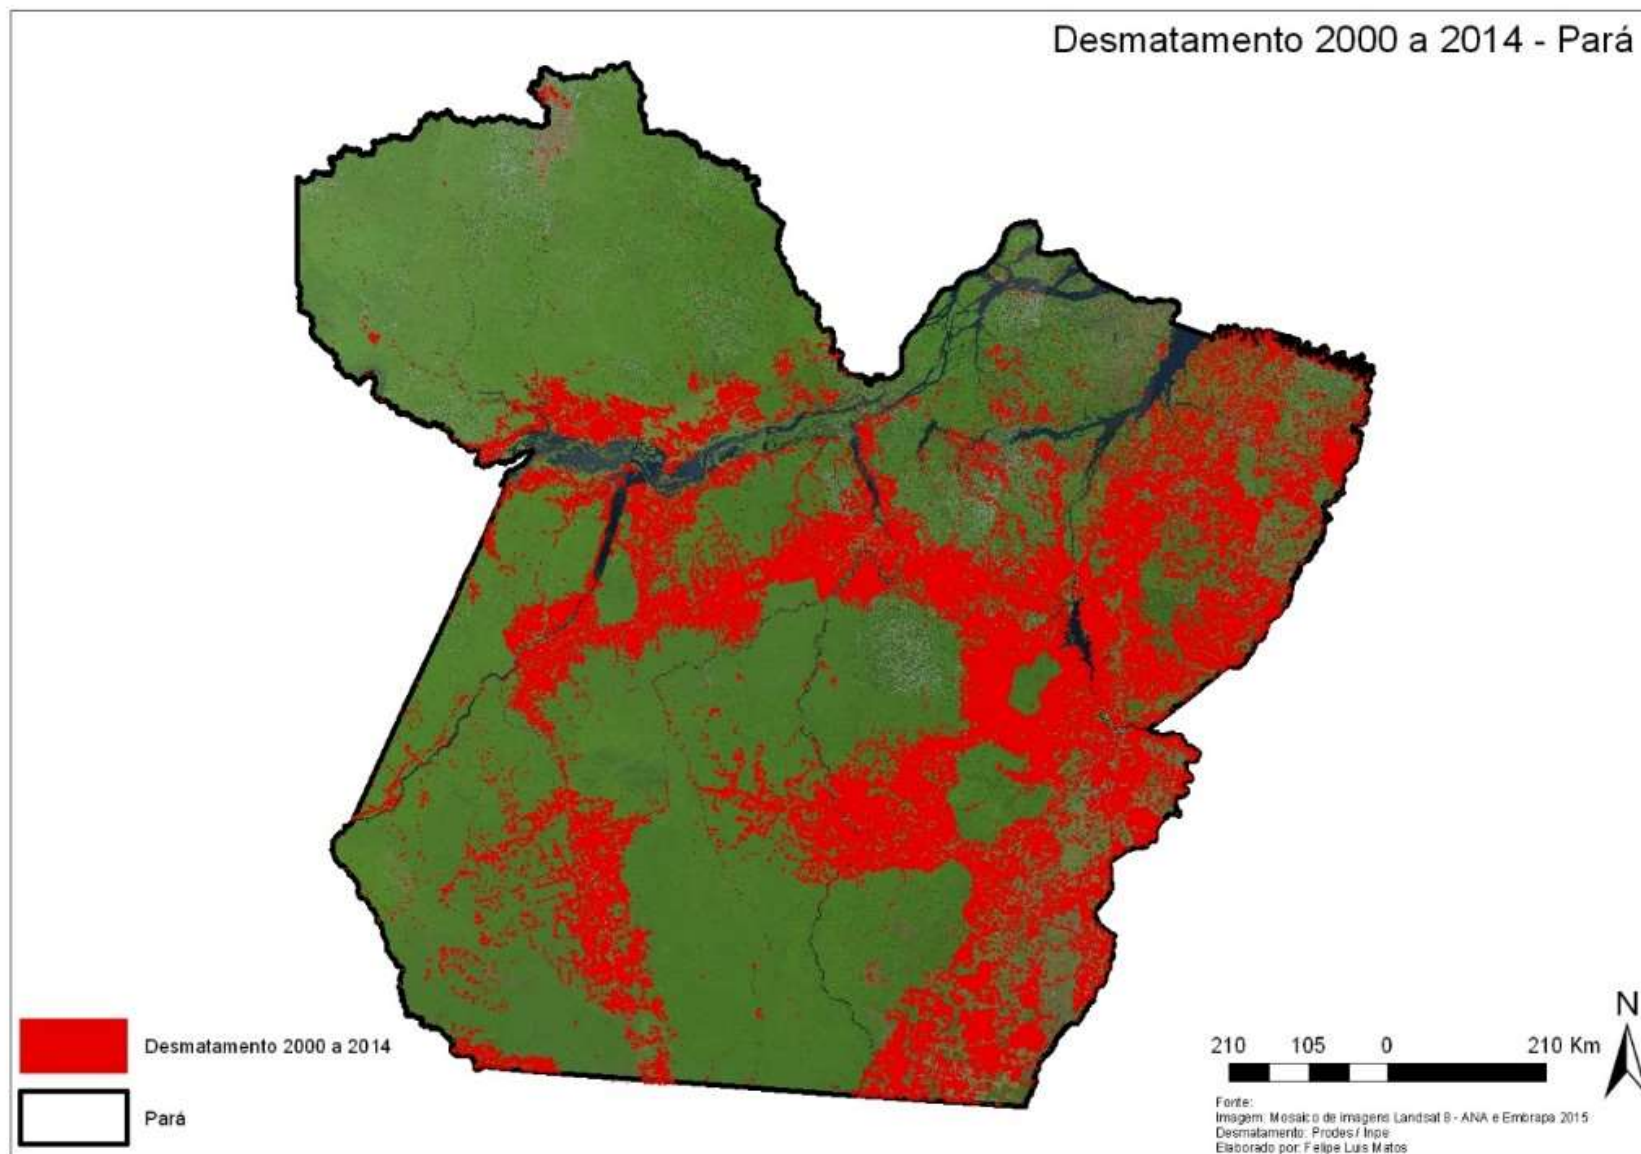 Desmatamento 2000 a 2014 - Pará
Desmatamento 2000 a 2014
Pará
N
210 105 0 210 Km
Fonte:
Imagem: Mosaico de imagens Landsat 8 - ANA e Embrapa 2015
Desmatamento: Prodes / Inpe
Elaborado por: Felipe Luis Matos